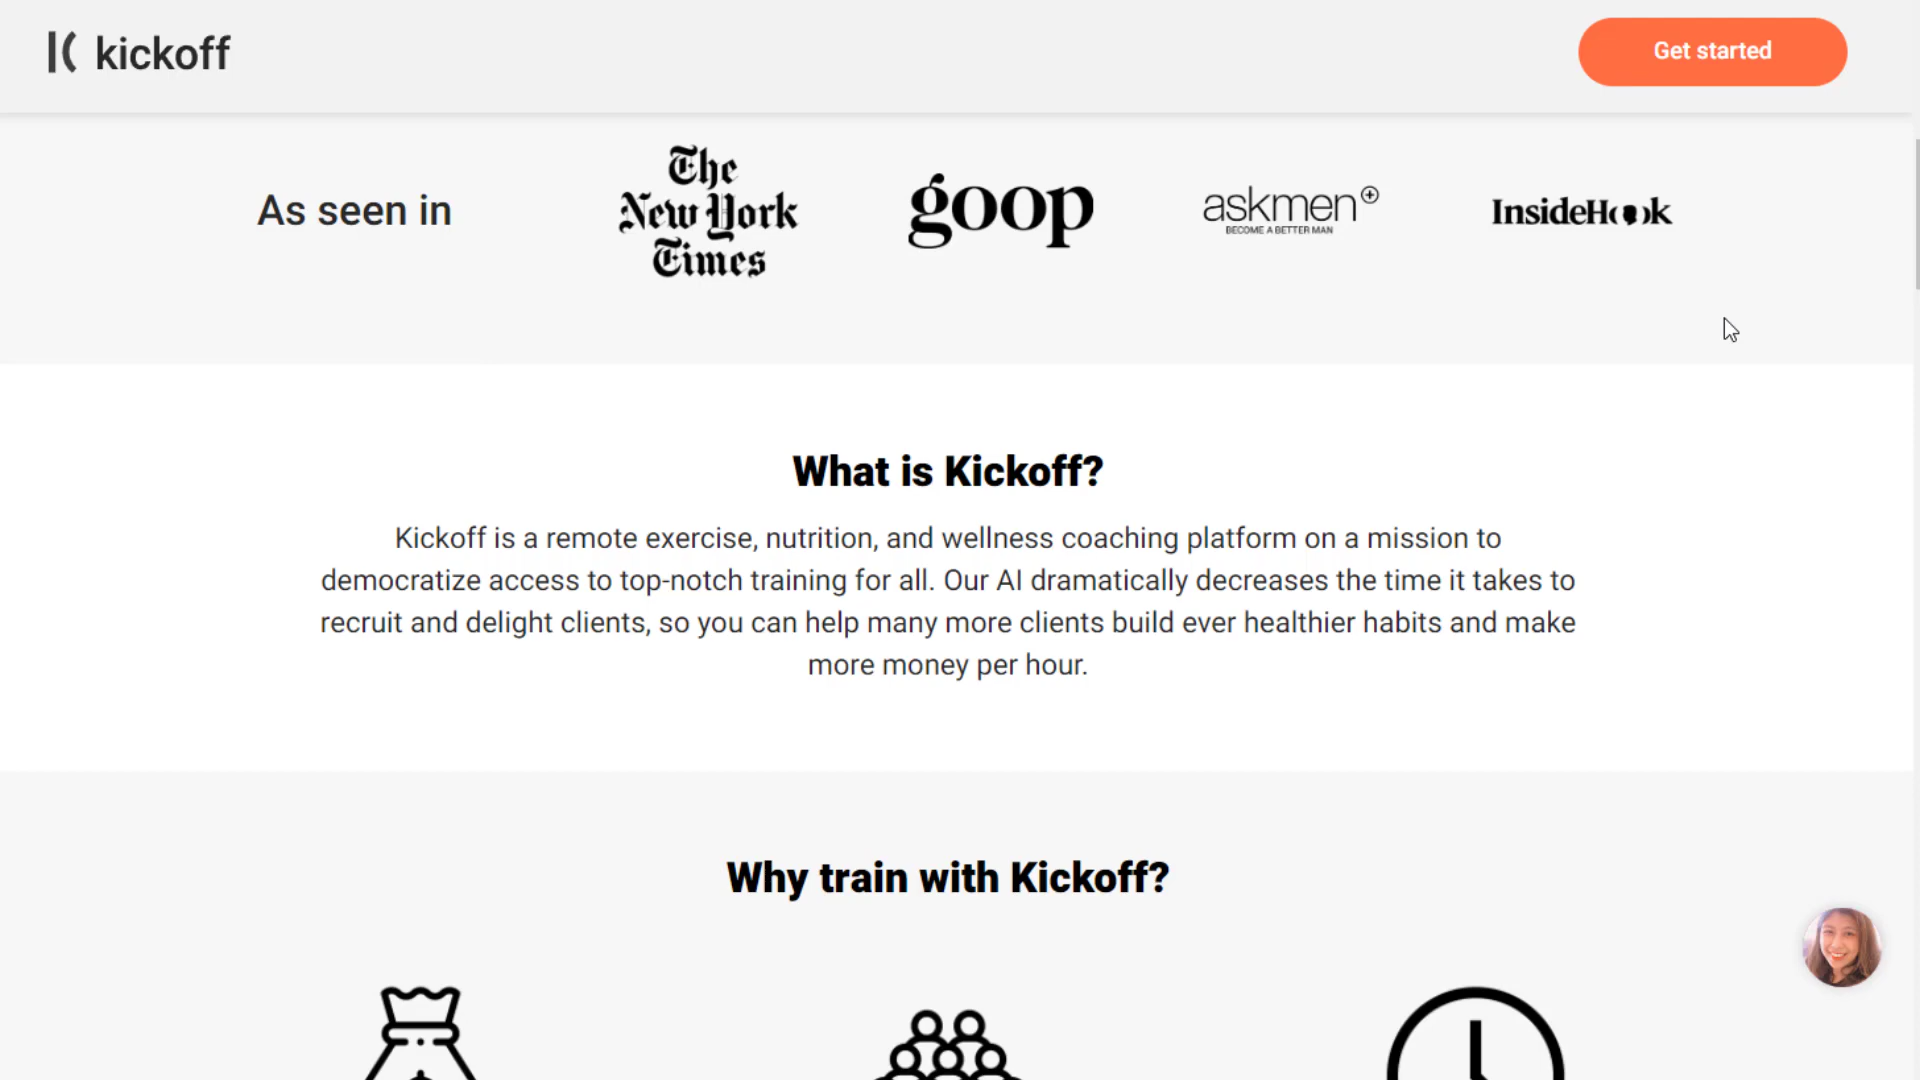 kickoff
Get started
As seen in
The
New York
Times
goop
askmen
BECOME A BETTER MAN
InsideHook
What is Kickoff?
Kickoff is a remote exercise, nutrition, and wellness coaching platform on a mission to
democratize access to top-notch training for all. Our AI dramatically decreases the time it takes to
recruit and delight clients, so you can help many more clients build ever healthier habits and make
more money per hour.
Why train with Kickoff?